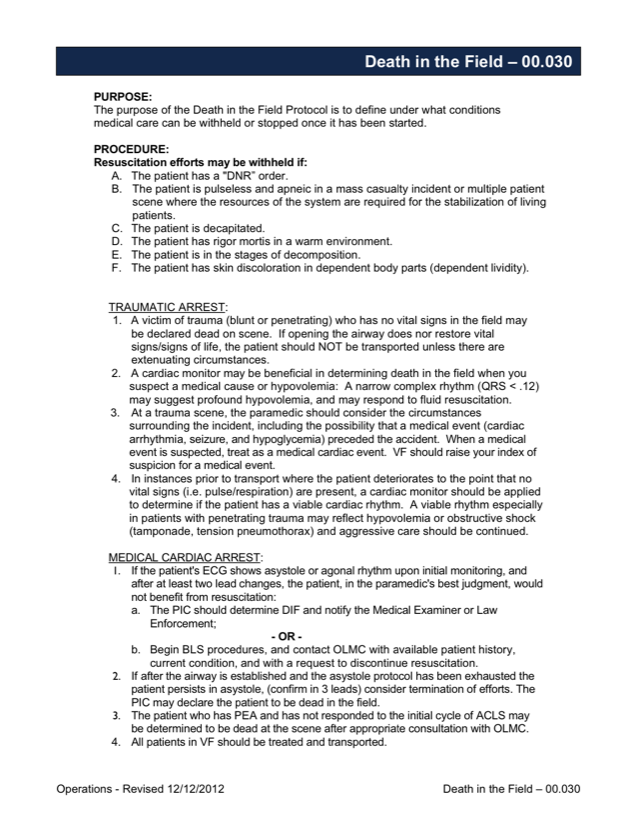 Death in the Field – 00.030
PURPOSE:
The purpose of the Death in the Field Protocol is to define under what conditions
medical care can be withheld or stopped once it has been started.
PROCEDURE:
Resuscitation efforts may be withheld if:
A. The patient has a "DNR" order.
B. The patient is pulseless and apneic in a mass casualty incident or multiple patient
scene where the resources of the system are required for the stabilization of living
patients.
C. The patient is decapitated.
D. The patient has rigor mortis in a warm environment.
E. The patient is in the stages of decomposition.
F. The patient has skin discoloration in dependent body parts (dependent lividity).
TRAUMATIC ARREST:
1. A victim of trauma (blunt or penetrating) who has no vital signs in the field may
be declared dead on scene. If opening the airway does nor restore vital
signs/signs of life, the patient should NOT be transported unless there are
extenuating circumstances.
2. A cardiac monitor may be beneficial in determining death in the field when you
suspect a medical cause or hypovolemia: A narrow complex rhythm (QRS < .12)
may suggest profound hypovolemia, and may respond to fluid resuscitation.
3. At a trauma scene, the paramedic should consider the circumstances
surrounding the incident, including the possibility that a medical event (cardiac
arrhythmia, seizure, and hypoglycemia) preceded the accident. When a medical
event is suspected, treat as a medical cardiac event. VF should raise your index of
suspicion for a medical event.
4. In instances prior to transport where the patient deteriorates to the point that no
vital signs (i.e. pulse/respiration) are present, a cardiac monitor should be applied
to determine if the patient has a viable cardiac rhythm. A viable rhythm especially
in patients with penetrating trauma may reflect hypovolemia or obstructive shock
(tamponade, tension pneumothorax) and aggressive care should be continued.
MEDICAL CARDIAC ARREST:
1. If the patient's ECG shows asystole or agonal rhythm upon initial monitoring, and
after at least two lead changes, the patient, in the paramedic's best judgment, would
not benefit from resuscitation:
a. The PIC should determine DIF and notify the Medical Examiner or Law
Enforcement;
- OR -
b. Begin BLS procedures, and contact OLMC with available patient history,
current condition, and with a request to discontinue resuscitation.
2. If after the airway is established and the asystole protocol has been exhausted the
patient persists in asystole, (confirm in 3 leads) consider termination of efforts. The
PIC may declare the patient to be dead in the field.
3. The patient who has PEA and has not responded to the initial cycle of ACLS may
be determined to be dead at the scene after appropriate consultation with OLMC.
4. All patients in VF should be treated and transported.
Operations - Revised 12/12/2012 Death in the Field – 00.030